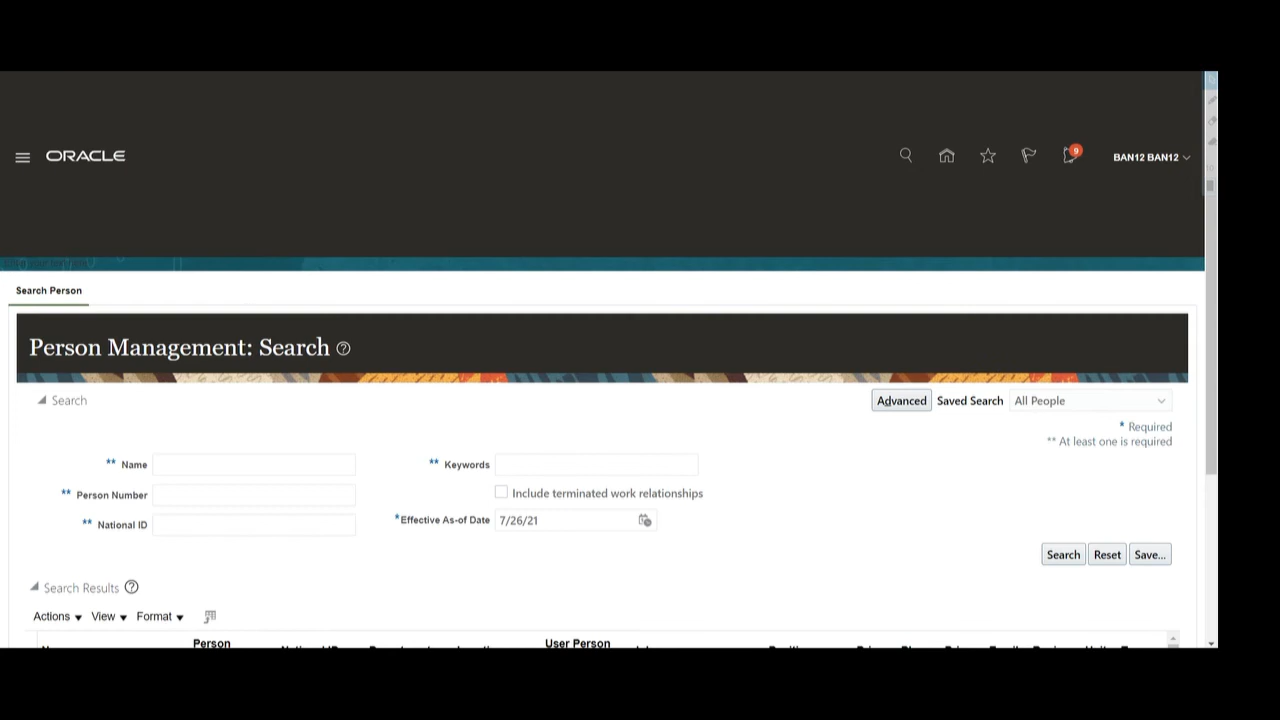 ORACLE
9
BAN12 BAN12
Search Person
Person Management: Search
Search
Advanced Saved Search All People
* Required
** At least one is required
** Name
** Keywords
** Person Number
Include terminated work relationships
** National ID
*Effective As-of Date 7/26/21
Search Reset Save...
Search Results
Actions View Format
Person
User Person